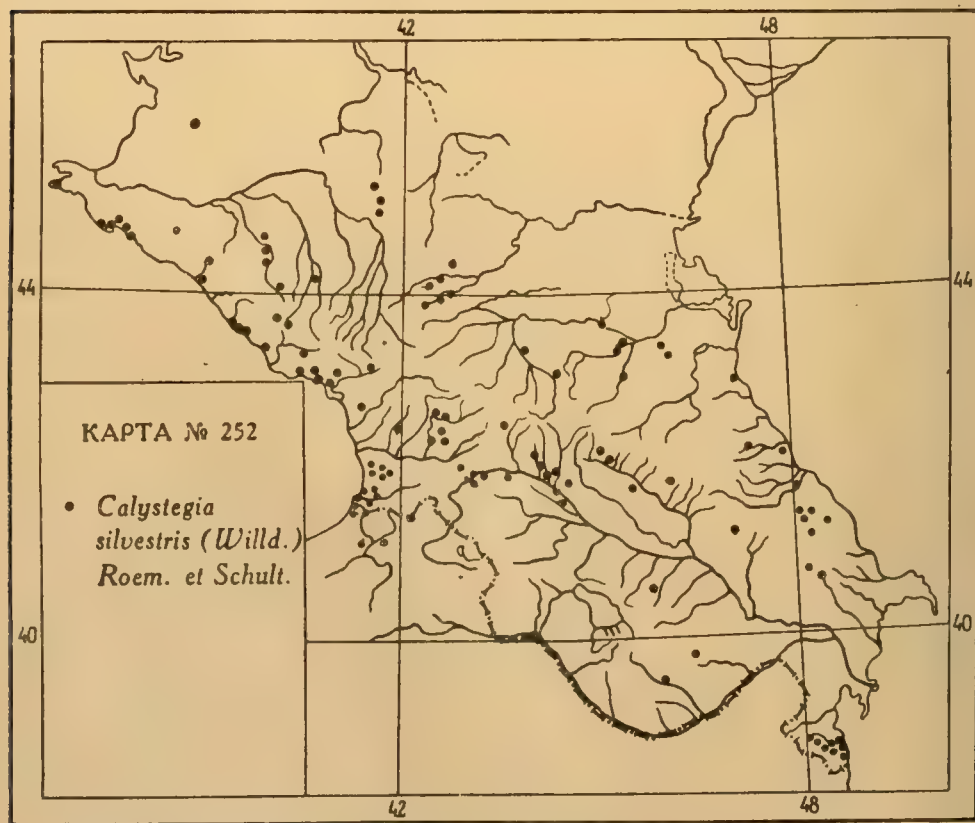 42 48
44 44
КАРТА № 252
Calystegia
silvestris (Willd.)
Roem. et Schult.
40 40
42 48